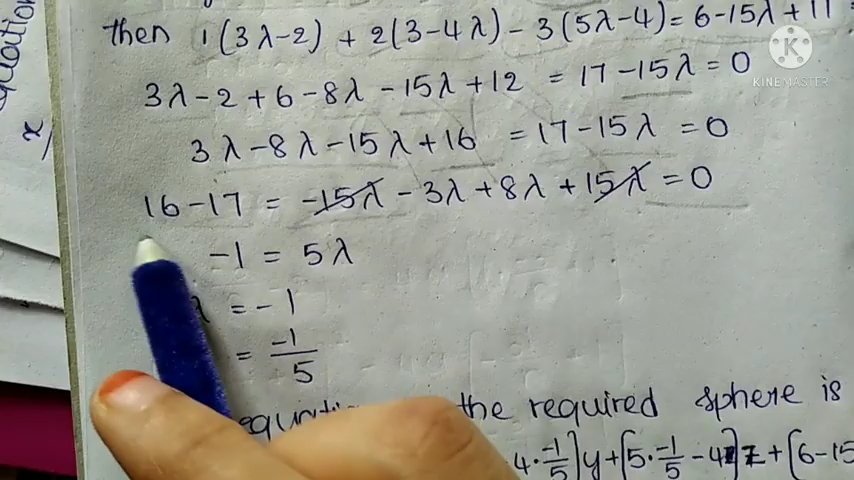 then 1(3λ-2) + 2(3-4λ) - 3(5λ-4) = 6-15λ+11 =
3λ-2+6-8λ-15λ+12 = 17-15λ = 0
3λ-8λ-15λ+16 = 17-15λ = 0
16-17 = -15λ-3λ+8λ+15λ = 0
-1 = 5λ
λ = -1
= -1/5
the required sphere is
4·-1/5]y+[5·-1/5-4]z+[6-15
KINEMASTER